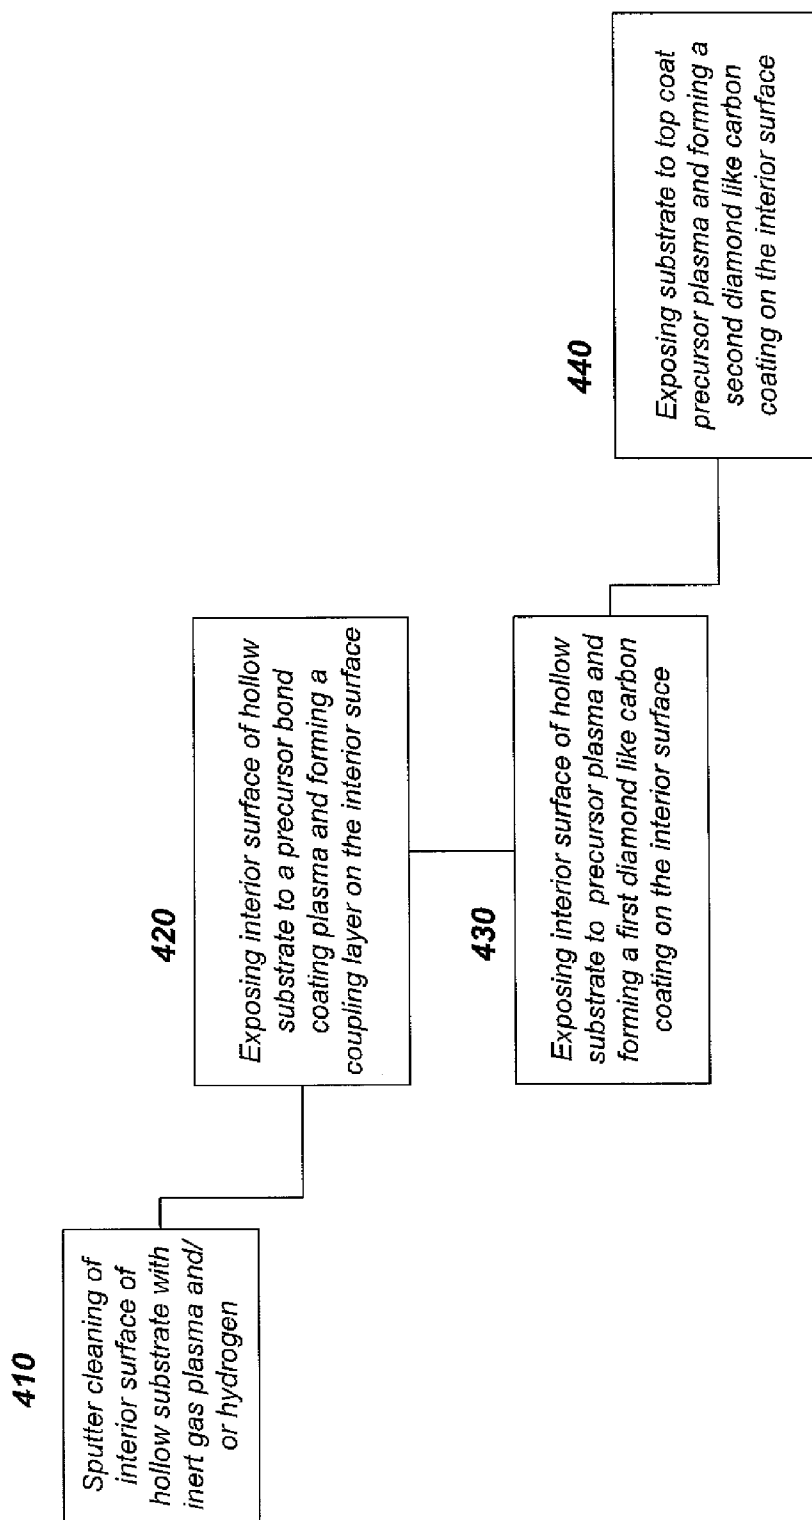 410
Sputter cleaning of
interior surface of
hollow substrate with
inert gas plasma and/
or hydrogen
420
Exposing interior surface of hollow
substrate to a precursor bond
coating plasma and forming a
coupling layer on the interior surface
430
Exposing interior surface of hollow
substrate to precursor plasma and
forming a first diamond like carbon
coating on the interior surface
440
Exposing substrate to top coat
precursor plasma and forming a
second diamond like carbon
coating on the interior surface